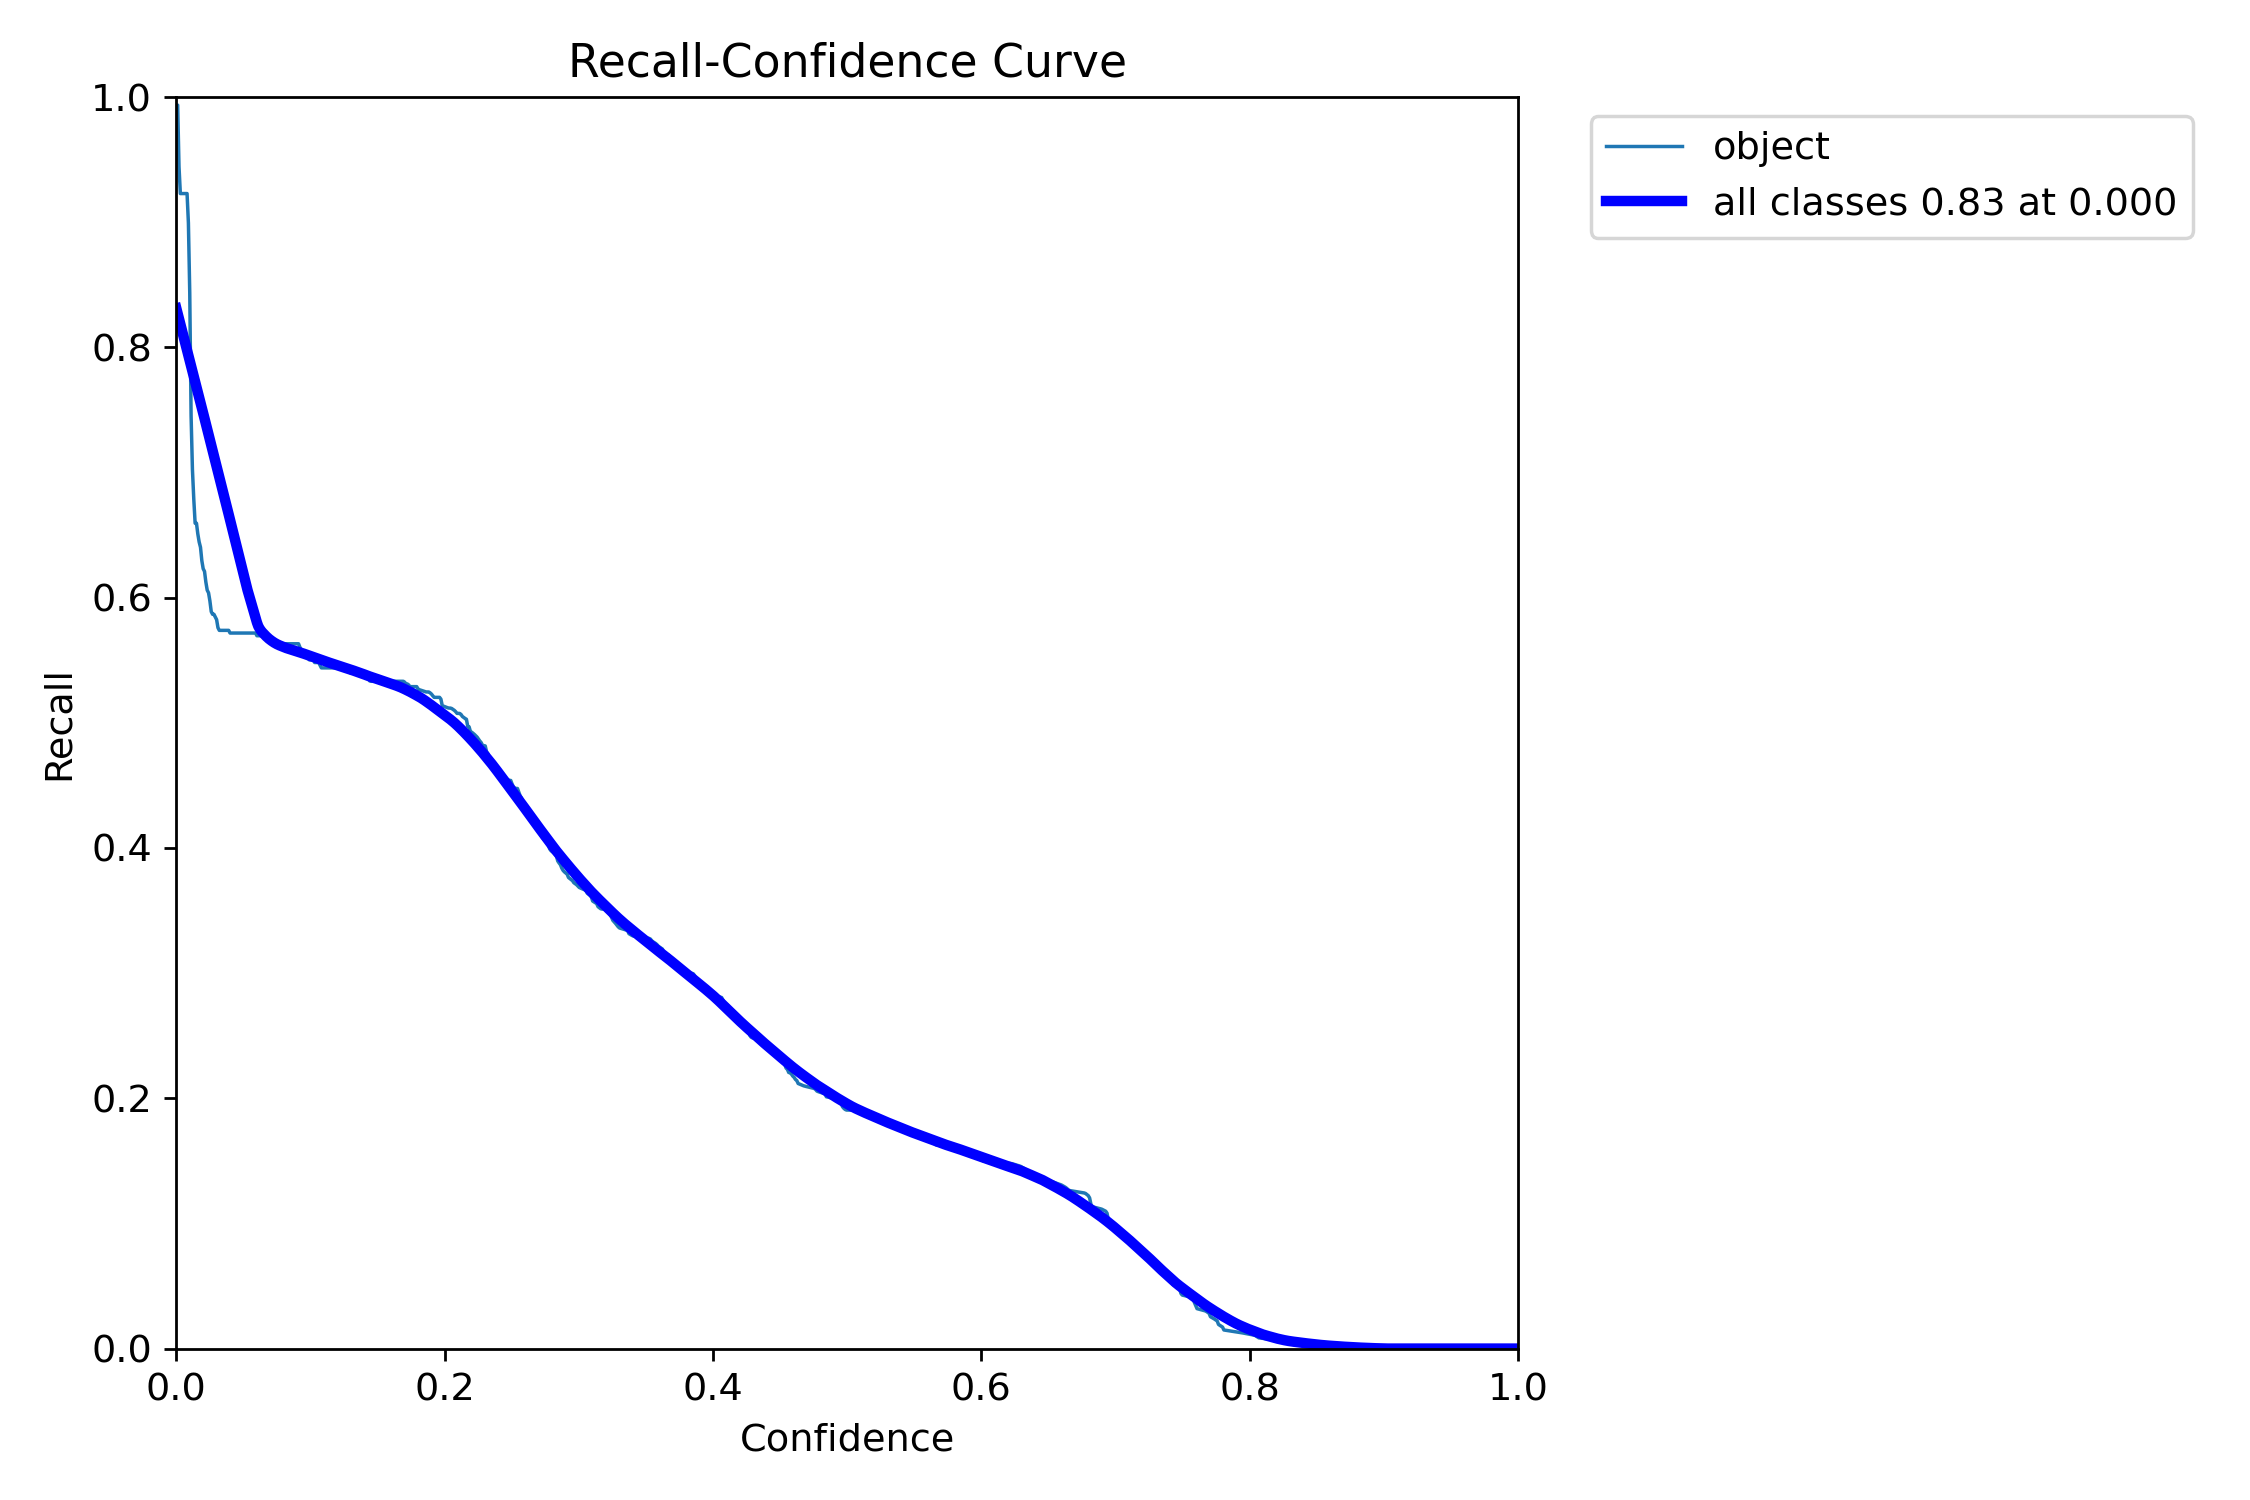 Recall-Confidence Curve
1.0
0.8
0.6
0.4
0.2
0.0
Recall
0.0 0.2 0.4 0.6 0.8 1.0
Confidence
object
all classes 0.83 at 0.000